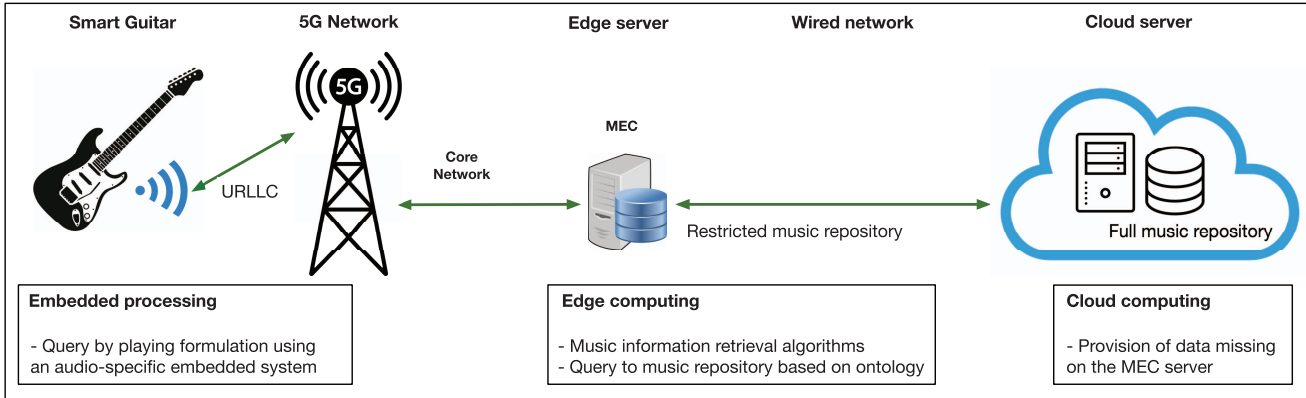 Smart Guitar
5G Network
Edge server
Wired network
Cloud server
5G
MEC
Core
Network
URLLC
Restricted music repository
Full music repository
Embedded processing
- Query by playing formulation using
an audio-specific embedded system
Edge computing
- Music information retrieval algorithms
- Query to music repository based on ontology
Cloud computing
- Provision of data missing
on the MEC server